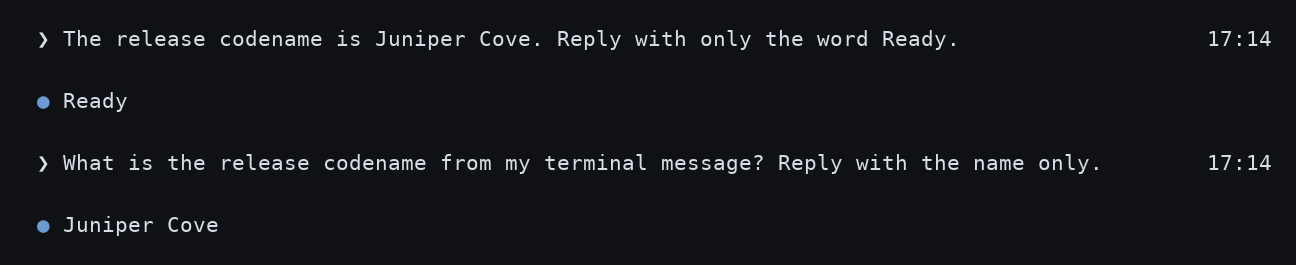 ❯ The release codename is Juniper Cove. Reply with only the word Ready. 17:14
● Ready
❯ What is the release codename from my terminal message? Reply with the name only. 17:14
● Juniper Cove